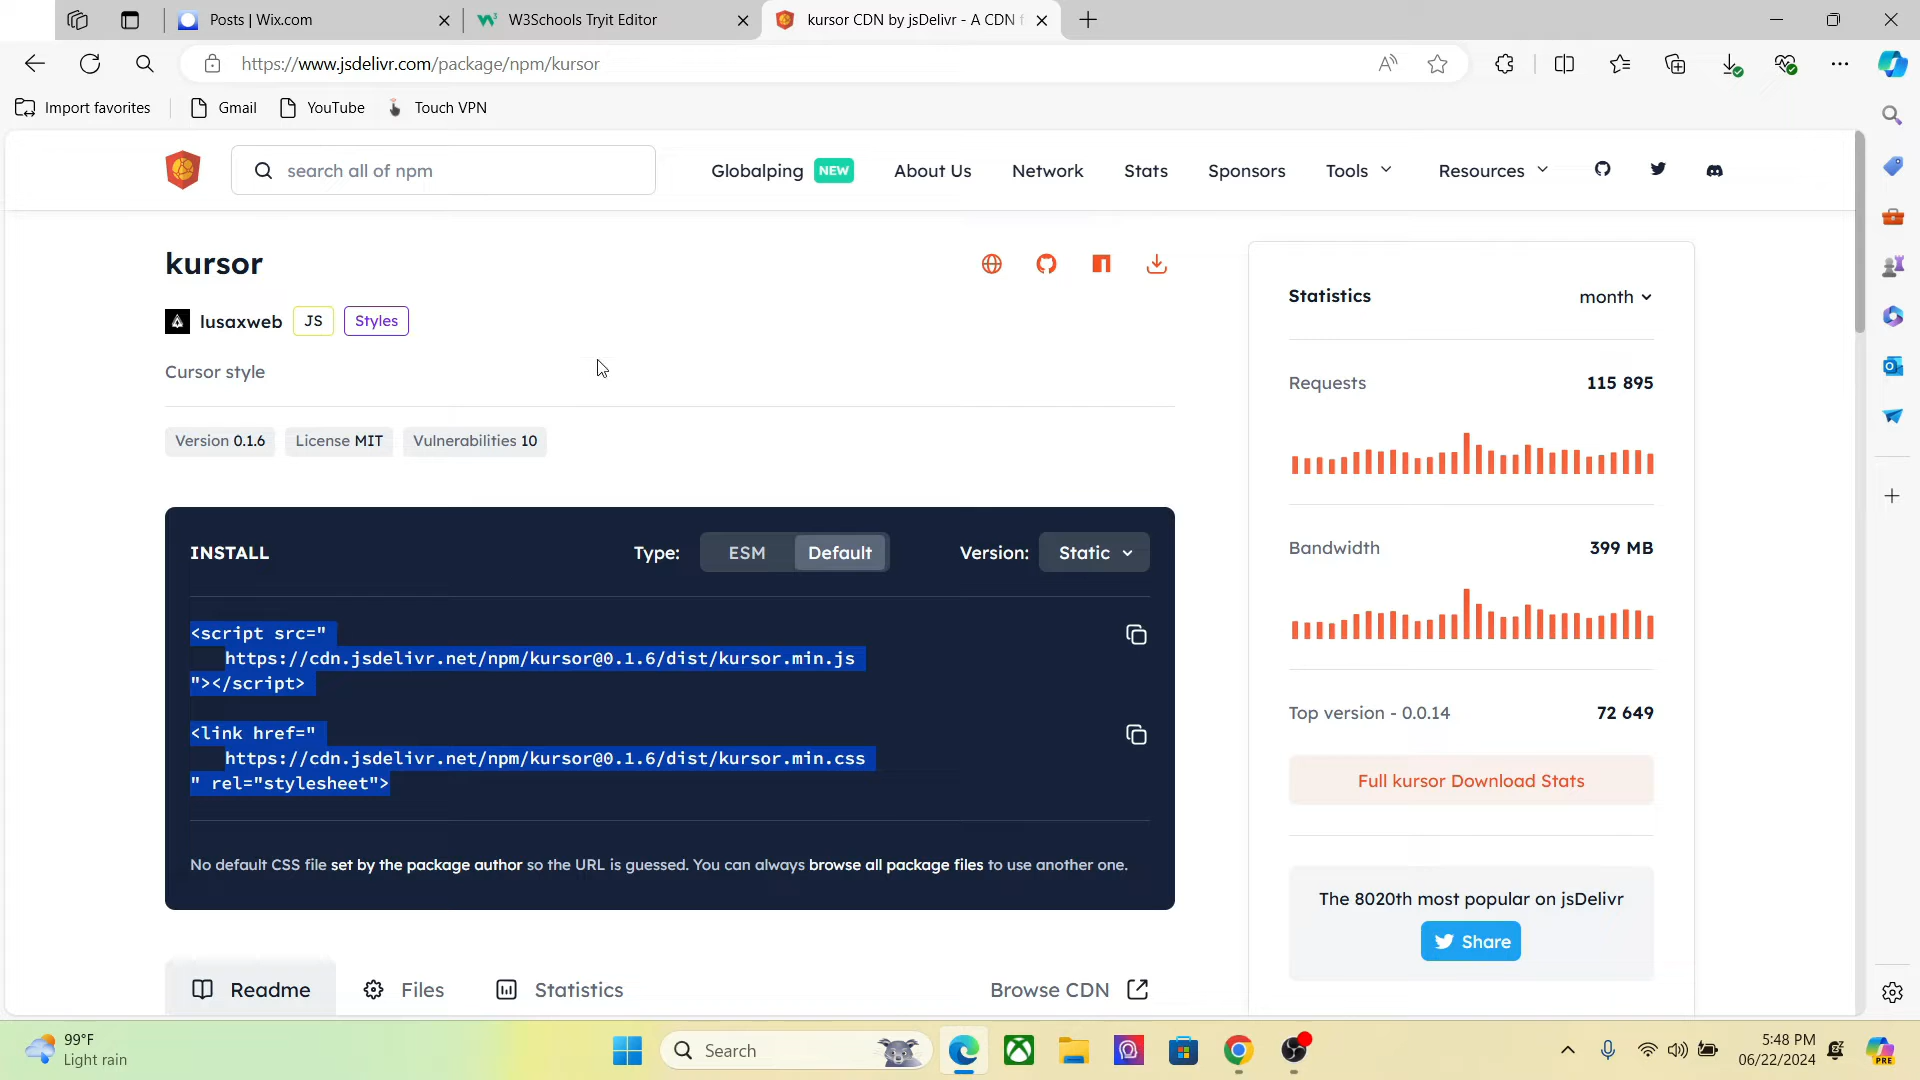 Posts | Wix.com
W3Schools Tryit Editor
kursor CDN by jsDelivr - A CDN f
https://www.jsdelivr.com/package/npm/kursor
Import favorites
Gmail
YouTube
Touch VPN
search all of npm
Globalping NEW
About Us
Network
Stats
Sponsors
Tools
Resources
kursor
lusaxweb JS Styles
Cursor style
Version 0.1.6
License MIT
Vulnerabilities 10
INSTALL
Type: ESM Default
Version: Static
<script src="
https://cdn.jsdelivr.net/npm/kursor@0.1.6/dist/kursor.min.js
"></script>
<link href="
https://cdn.jsdelivr.net/npm/kursor@0.1.6/dist/kursor.min.css
" rel="stylesheet">
No default CSS file set by the package author so the URL is guessed. You can always browse all package files to use another one.
Readme
Files
Statistics
Browse CDN
Statistics month
Requests 115 895
Bandwidth 399 MB
Top version - 0.0.14 72 649
Full kursor Download Stats
The 8020th most popular on jsDelivr
Share
99°F
Light rain
Search
5:48 PM
06/22/2024
PRE